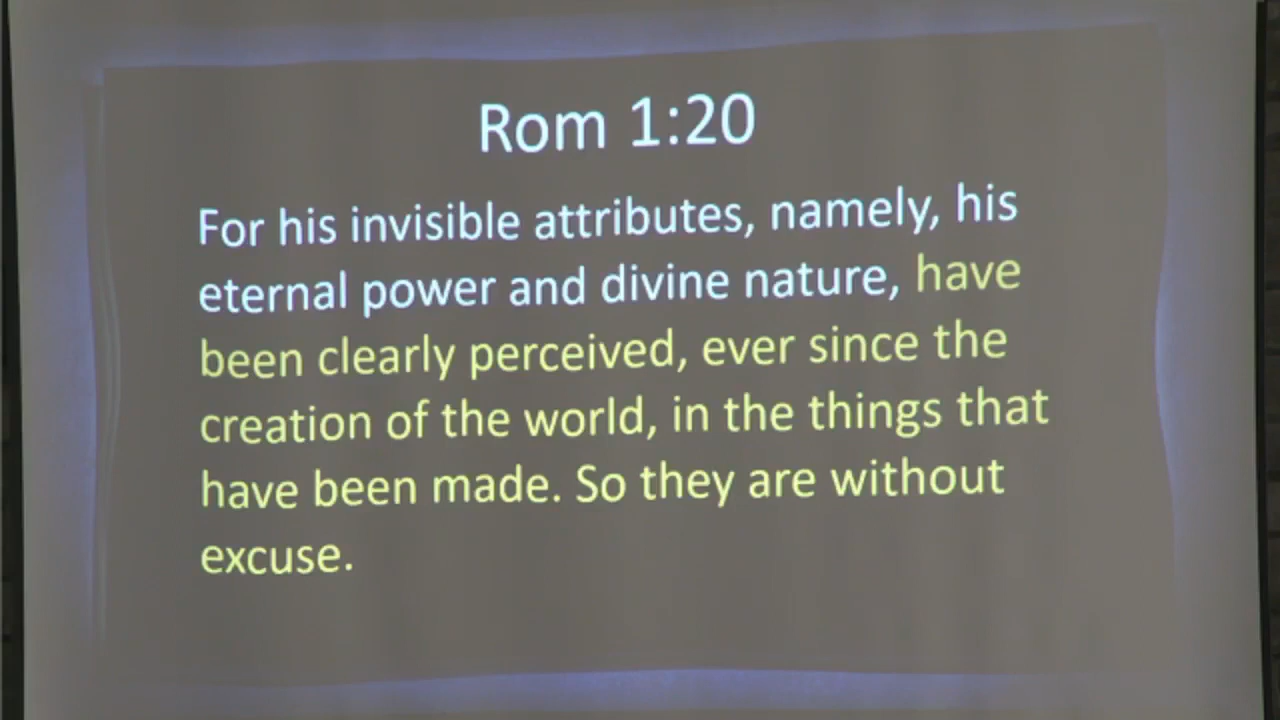 Rom 1:20
For his invisible attributes, namely, his
eternal power and divine nature, have
been clearly perceived, ever since the
creation of the world, in the things that
have been made. So they are without
excuse.